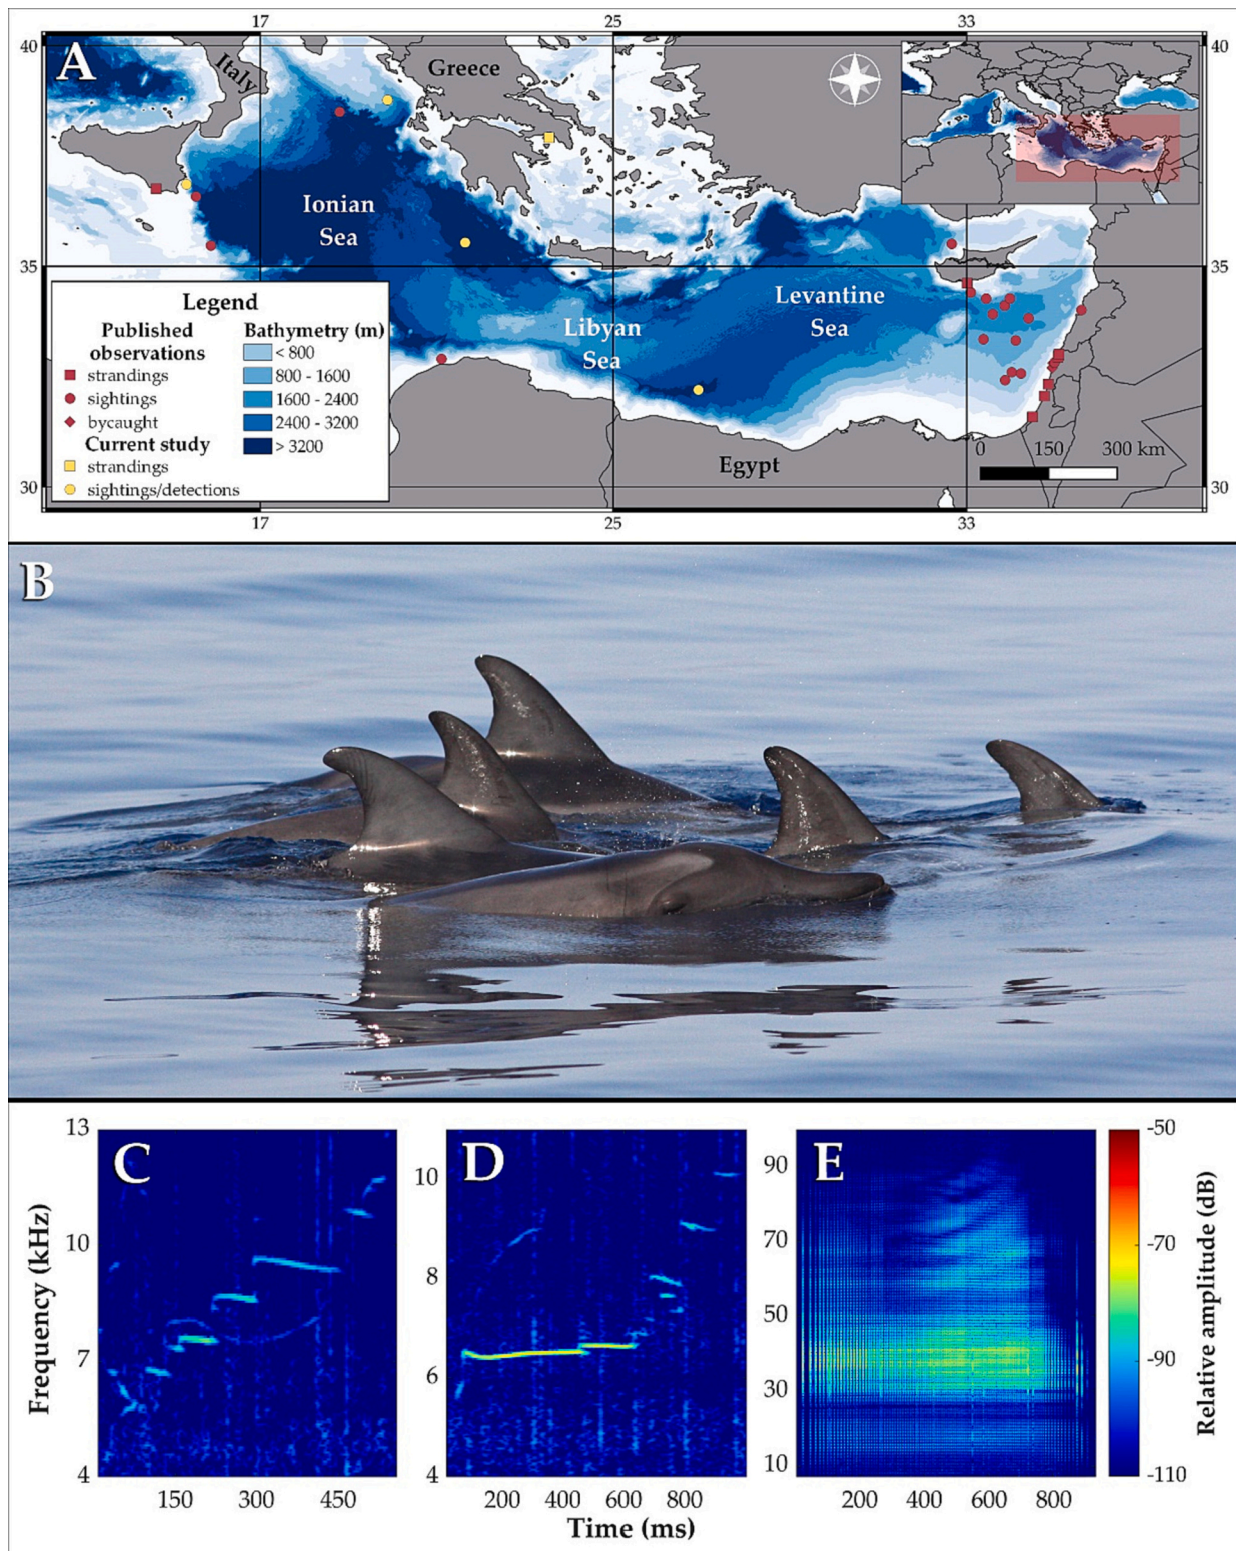 17 25 33
40 40
A
Italy
Greece
Ionian
Sea
35 35
Levantine
Sea
Libyan
Sea
Legend
Published
observations
strandings
sightings
bycaught
Current study
strandings
sightings/detections
Bathymetry (m)
< 800
800 - 1600
1600 - 2400
2400 - 3200
> 3200
0 150 300 km
Egypt
30 30
17 25 33
B
C
13
10
7
4
150 300 450
Frequency (kHz)
D
10
8
6
4
200 400 600 800
Time (ms)
E
90
70
50
30
10
200 400 600 800
-50
-70
-90
-110
Relative amplitude (dB)